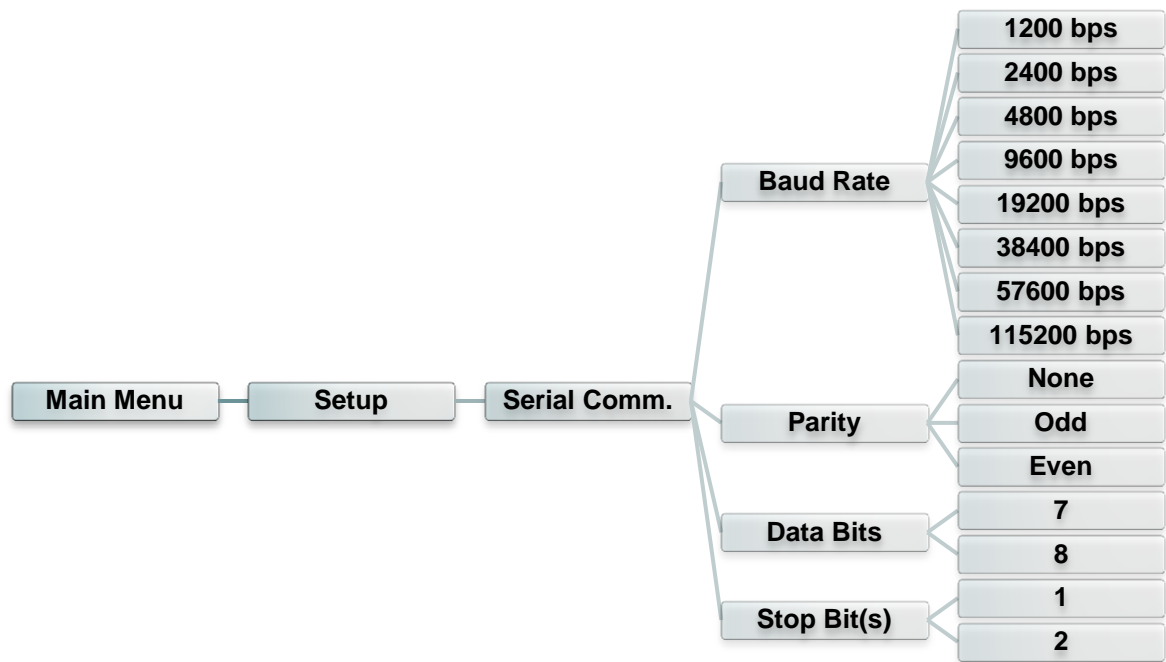 Main Menu
Setup
Serial Comm.
Baud Rate
1200 bps
2400 bps
4800 bps
9600 bps
19200 bps
38400 bps
57600 bps
115200 bps
Parity
None
Odd
Even
Data Bits
7
8
Stop Bit(s)
1
2